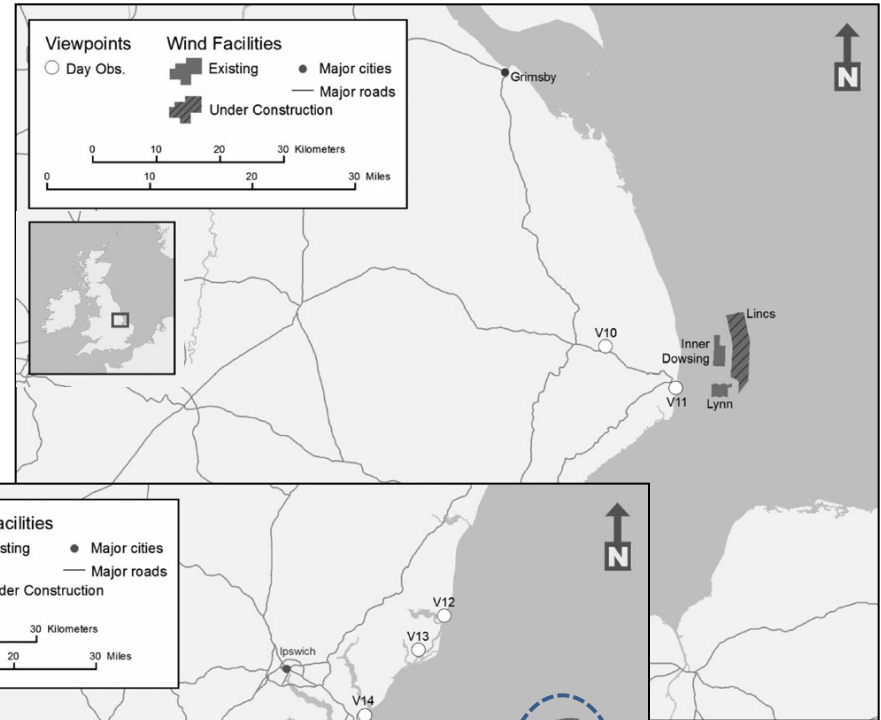 Viewpoints
Day Obs.
Wind Facilities
Existing
Under Construction
Major cities
Major roads
0 10 20 30 Kilometers
0 10 20 30 Miles
N
Grimsby
V10
Inner
Dowsing
Lincs
V11
Lynn
acilities
sting
der Construction
Major cities
Major roads
30 Kilometers
20 30 Miles
N
V12
V13
Ipswich
V14